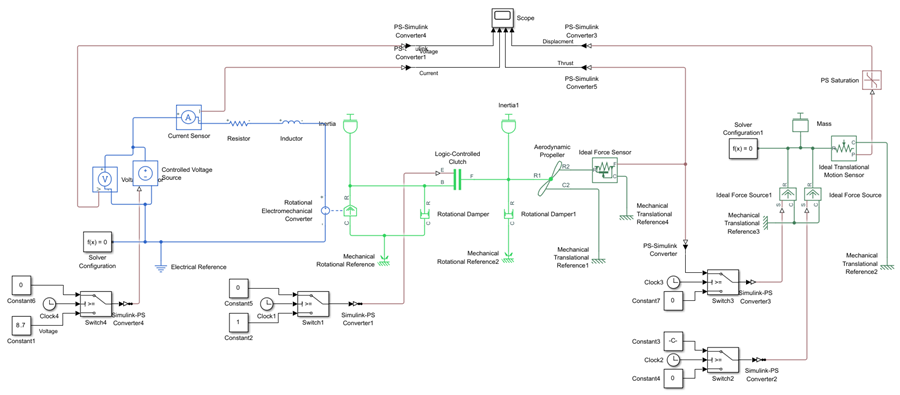 Scope
PS-Simulink
Converter4
Voltage
Converter1
Current
PS-Simulink
Converter3
Displacment
Thrust
PS-Simulink
Converter5
PS Saturation
A
I
Current Sensor
Resistor
Inductor
Inertia
Inertia1
Logic-Controlled
Clutch
E
B
F
Aerodynamic
Propeller
R1
R2
C2
Ideal Force Sensor
Solver
Configuration1
f(x) = 0
Mass
Ideal Translational
Motion Sensor
V
Controlled Voltage
Source
Rotational
Electromechanical
Converter
R
C
Rotational Damper
R
C
Rotational Damper1
R
C
Mechanical
Translational
Reference4
Ideal Force Source1
S
R
C
Ideal Force Source
S
R
C
Mechanical
Translational
Reference3
f(x) = 0
Solver
Configuration
Electrical Reference
Mechanical
Rotational Reference
Mechanical
Rotational Reference2
Mechanical
Translational
Reference1
PS-Simulink
Converter
Mechanical
Translational
Reference2
0
Constant6
Clock4
>=
Switch4
Simulink-PS
Converter4
8.7
Voltage
Constant1
0
Constant5
Clock1
>=
Switch1
Simulink-PS
Converter1
1
Constant2
Clock3
>=
Switch3
Simulink-PS
Converter3
0
Constant7
Constant3
-C-
Clock2
>=
Switch2
Simulink-PS
Converter2
Constant4
0